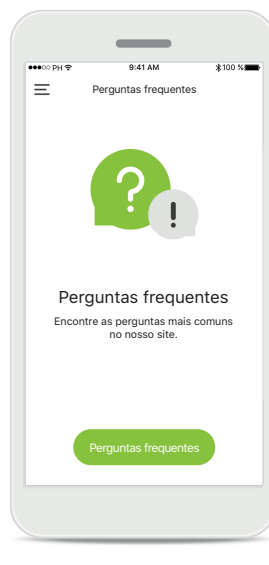 ●●●○○ PH 9:41 AM 100 %
Perguntas frequentes
?
!
Perguntas frequentes
Encontre as perguntas mais comuns
no nosso site.
Perguntas frequentes